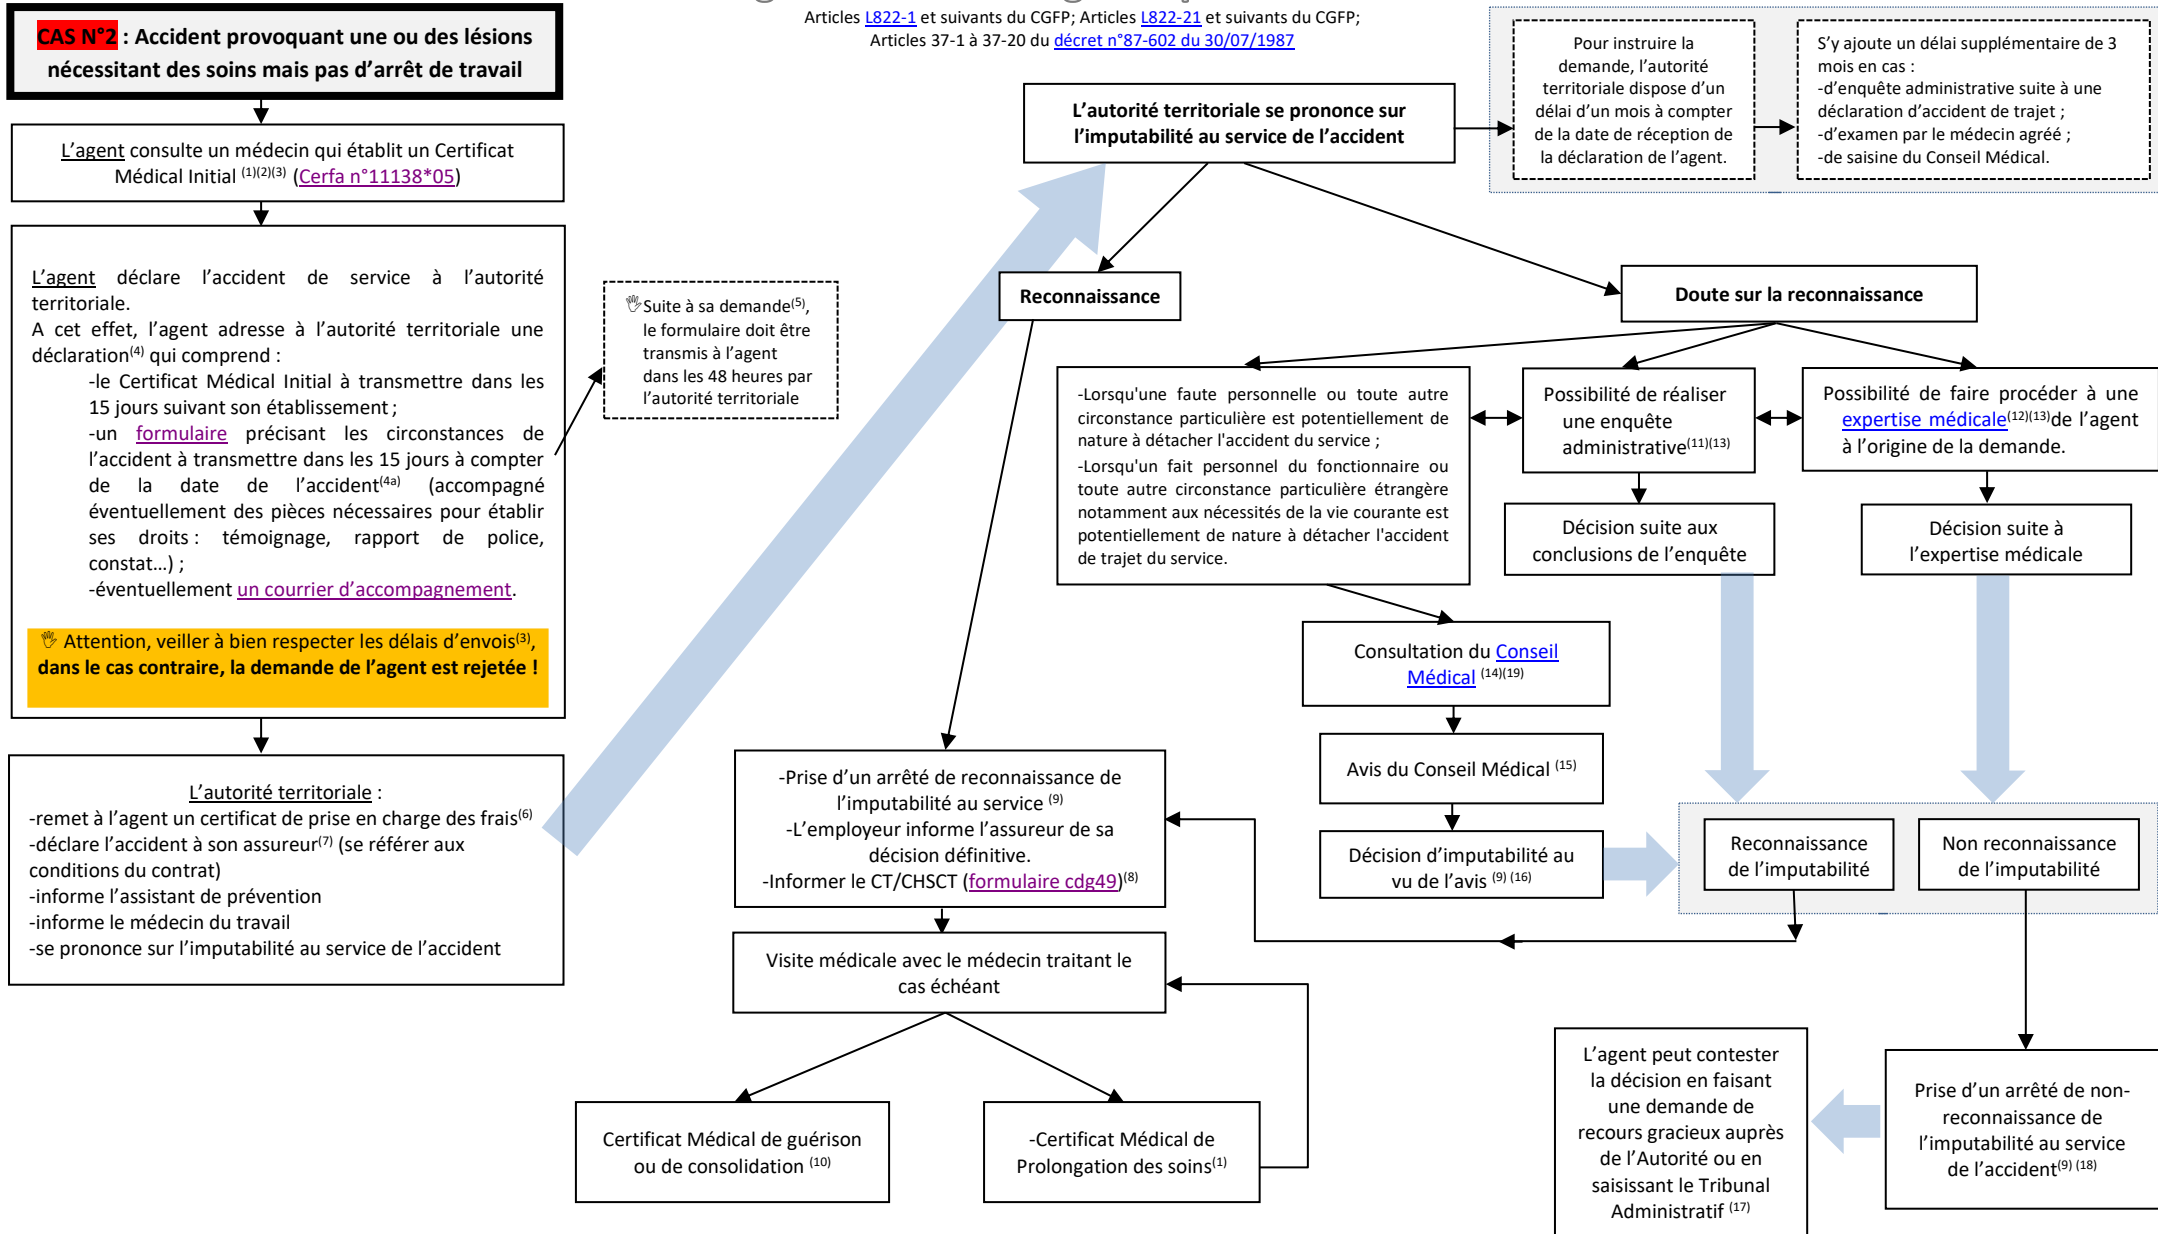 CAS N°2 : Accident provoquant une ou des lésions
nécessitant des soins mais pas d'arrêt de travail
L'agent consulte un médecin qui établit un Certificat
Médical Initial (1)(2)(3) (Cerfa n°11138*05)
L'agent déclare l'accident de service à l'autorité
territoriale.
A cet effet, l'agent adresse à l'autorité territoriale une
déclaration(4) qui comprend :
-le Certificat Médical Initial à transmettre dans les
15 jours suivant son établissement ;
-un formulaire précisant les circonstances de
l'accident à transmettre dans les 15 jours à compter
de la date de l'accident(4a) (accompagné
éventuellement des pièces nécessaires pour établir
ses droits : témoignage, rapport de police,
constat…) ;
-éventuellement un courrier d'accompagnement.
🖐 Attention, veiller à bien respecter les délais d'envois(3),
dans le cas contraire, la demande de l'agent est rejetée !
L'autorité territoriale :
-remet à l'agent un certificat de prise en charge des frais(6)
-déclare l'accident à son assureur(7) (se référer aux
conditions du contrat)
-informe l'assistant de prévention
-informe le médecin du travail
-se prononce sur l'imputabilité au service de l'accident
🖐Suite à sa demande(5),
le formulaire doit être
transmis à l'agent
dans les 48 heures par
l'autorité territoriale
Articles L822-1 et suivants du CGFP; Articles L822-21 et suivants du CGFP;
Articles 37-1 à 37-20 du décret n°87-602 du 30/07/1987
L'autorité territoriale se prononce sur
l'imputabilité au service de l'accident
Pour instruire la
demande, l'autorité
territoriale dispose d'un
délai d'un mois à compter
de la date de réception de
la déclaration de l'agent.
S'y ajoute un délai supplémentaire de 3
mois en cas :
-d'enquête administrative suite à une
déclaration d'accident de trajet ;
-d'examen par le médecin agréé ;
-de saisine du Conseil Médical.
Reconnaissance
Doute sur la reconnaissance
-Lorsqu'une faute personnelle ou toute autre
circonstance particulière est potentiellement de
nature à détacher l'accident du service ;
-Lorsqu'un fait personnel du fonctionnaire ou
toute autre circonstance particulière étrangère
notamment aux nécessités de la vie courante est
potentiellement de nature à détacher l'accident
de trajet du service.
Possibilité de réaliser
une enquête
administrative(11)(13)
Possibilité de faire procéder à une
expertise médicale(12)(13)de l'agent
à l'origine de la demande.
Décision suite aux
conclusions de l'enquête
Décision suite à
l'expertise médicale
Consultation du Conseil
Médical (14)(19)
Avis du Conseil Médical (15)
Décision d'imputabilité au
vu de l'avis (9) (16)
Reconnaissance
de l'imputabilité
Non reconnaissance
de l'imputabilité
-Prise d'un arrêté de reconnaissance de
l'imputabilité au service (9)
-L'employeur informe l'assureur de sa
décision définitive.
-Informer le CT/CHSCT (formulaire cdg49)(8)
Visite médicale avec le médecin traitant le
cas échéant
Certificat Médical de guérison
ou de consolidation (10)
-Certificat Médical de
Prolongation des soins(1)
L'agent peut contester
la décision en faisant
une demande de
recours gracieux auprès
de l'Autorité ou en
saisissant le Tribunal
Administratif (17)
Prise d'un arrêté de non-
reconnaissance de
l'imputabilité au service
de l'accident(9) (18)